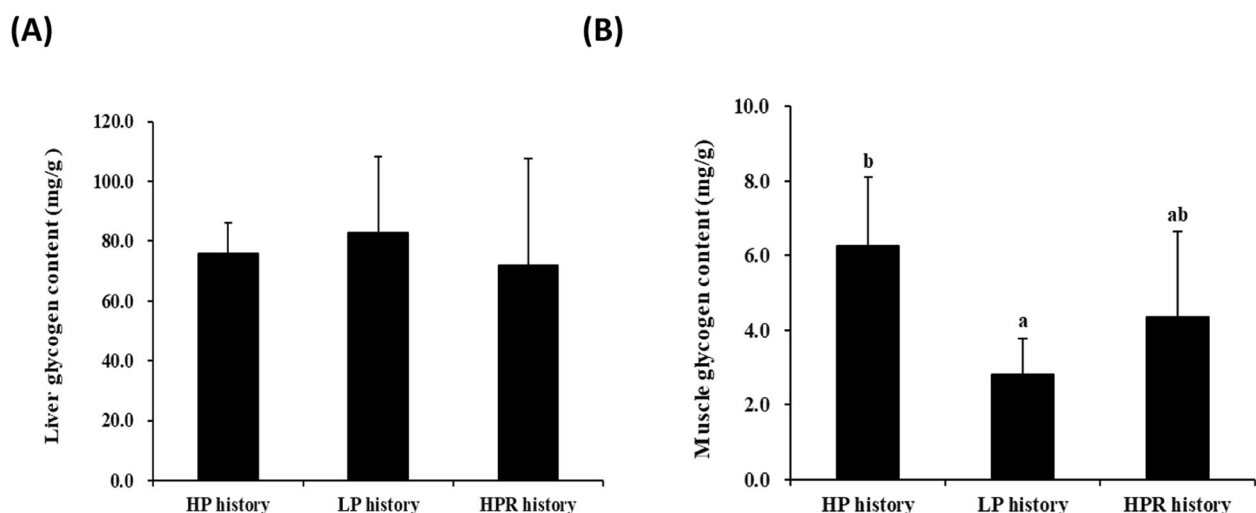 (A)
Liver glycogen content (mg/g )
120.0
100.0
80.0
60.0
40.0
20.0
0.0
HP history LP history HPR history
(B)
Muscle glycogen content (mg/g)
10.0
8.0
6.0
4.0
2.0
0.0
b
a
ab
HP history LP history HPR history